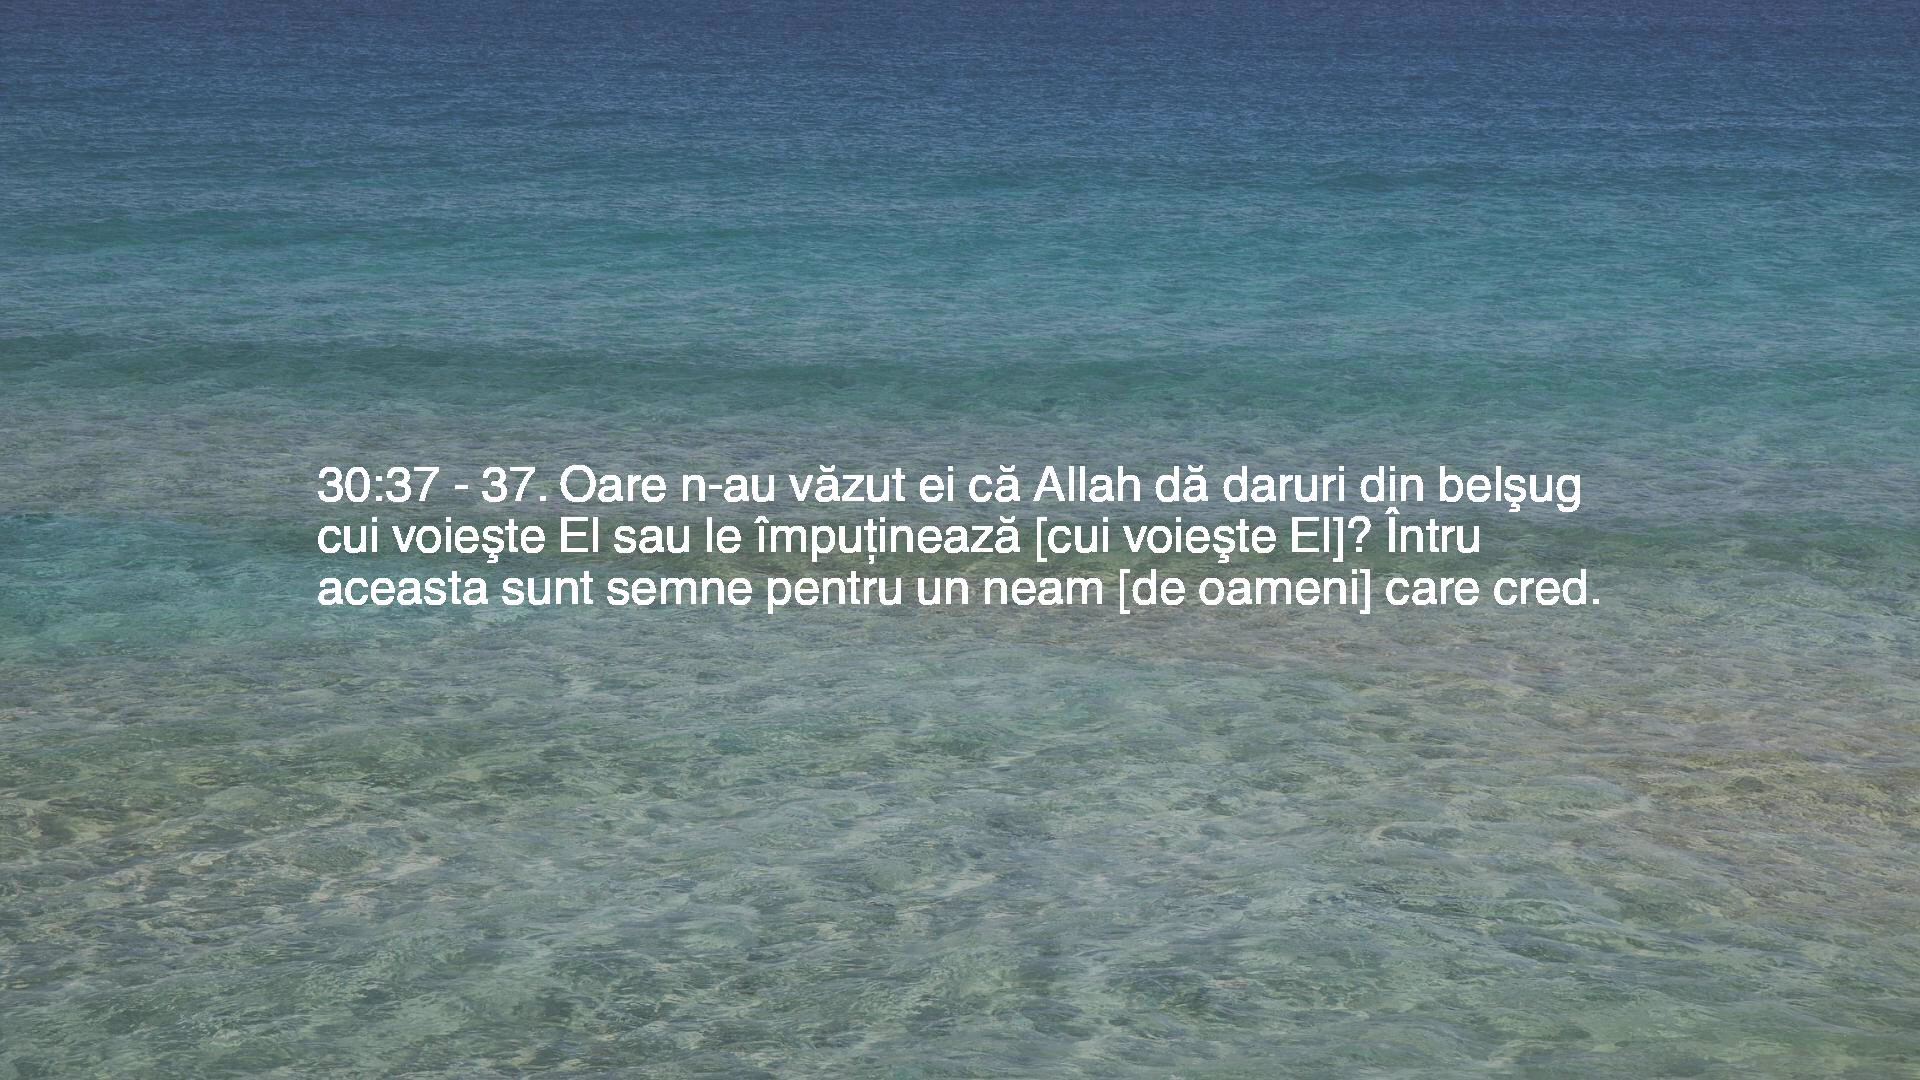 30:37 - 37. Oare n-au văzut ei că Allah dă daruri din belşug
cui voieşte El sau le împuţinează [cui voieşte El]? Întru
aceasta sunt semne pentru un neam [de oameni] care cred.